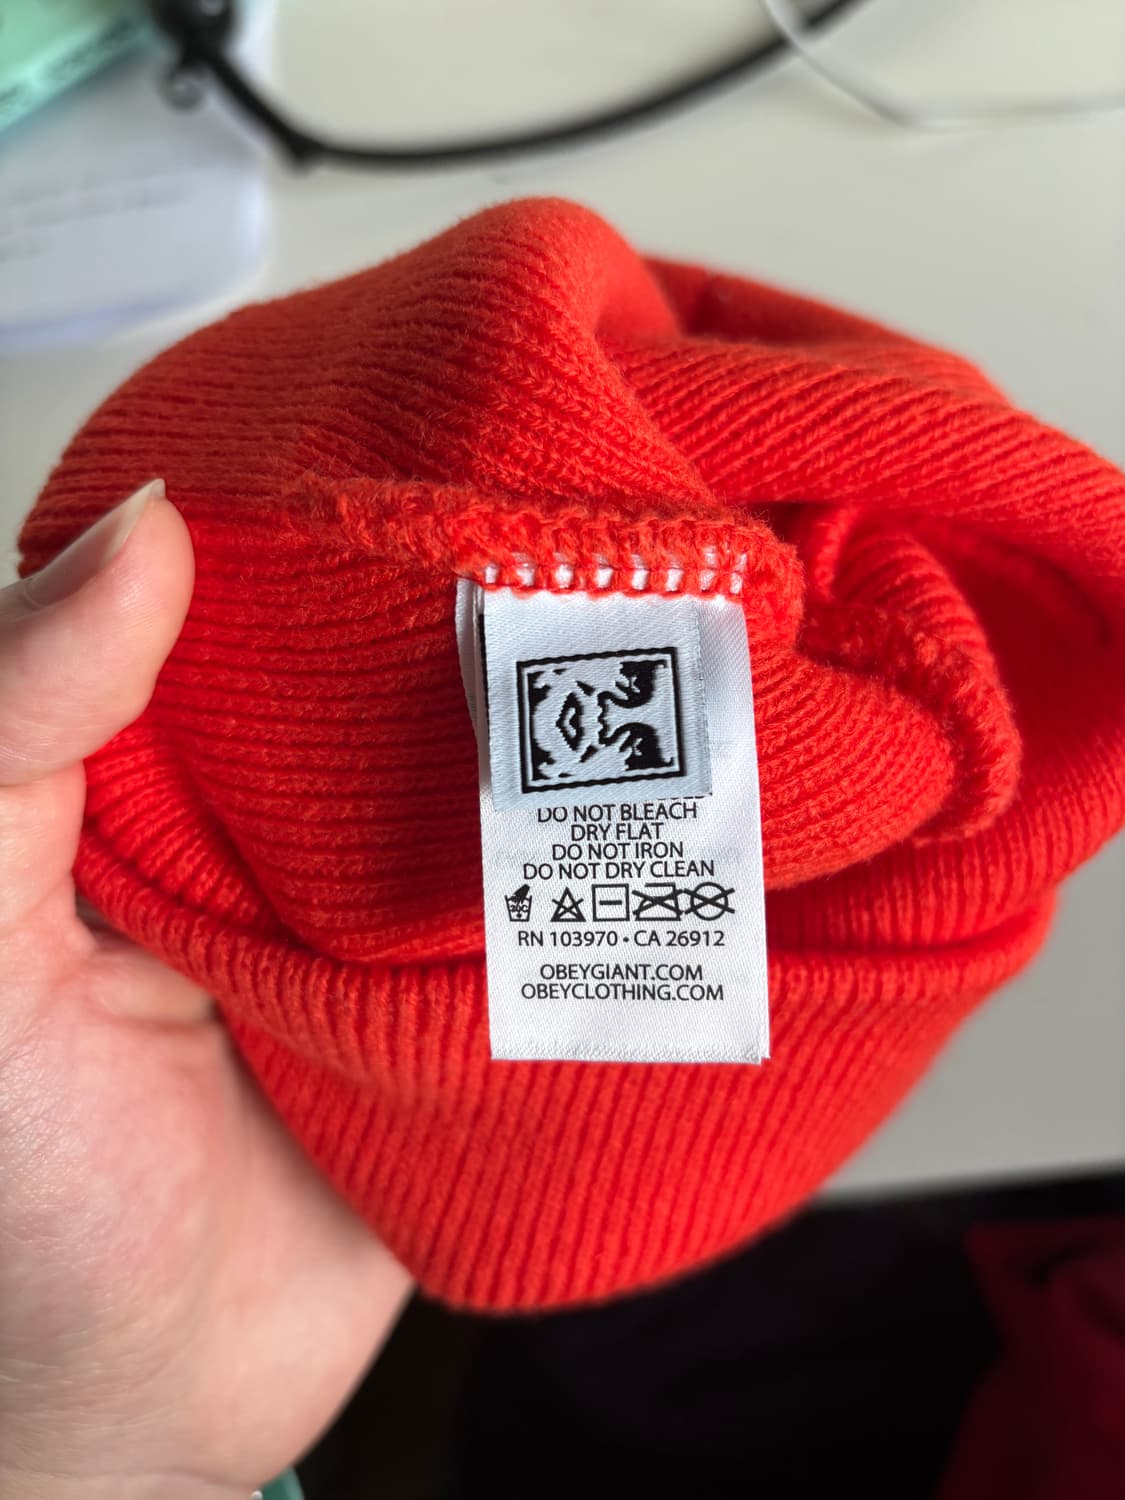 DO NOT BLEACH
DRY FLAT
DO NOT IRON
DO NOT DRY CLEAN
RN 103970 • CA 26912
OBEYGIANT.COM
OBEYCLOTHING.COM